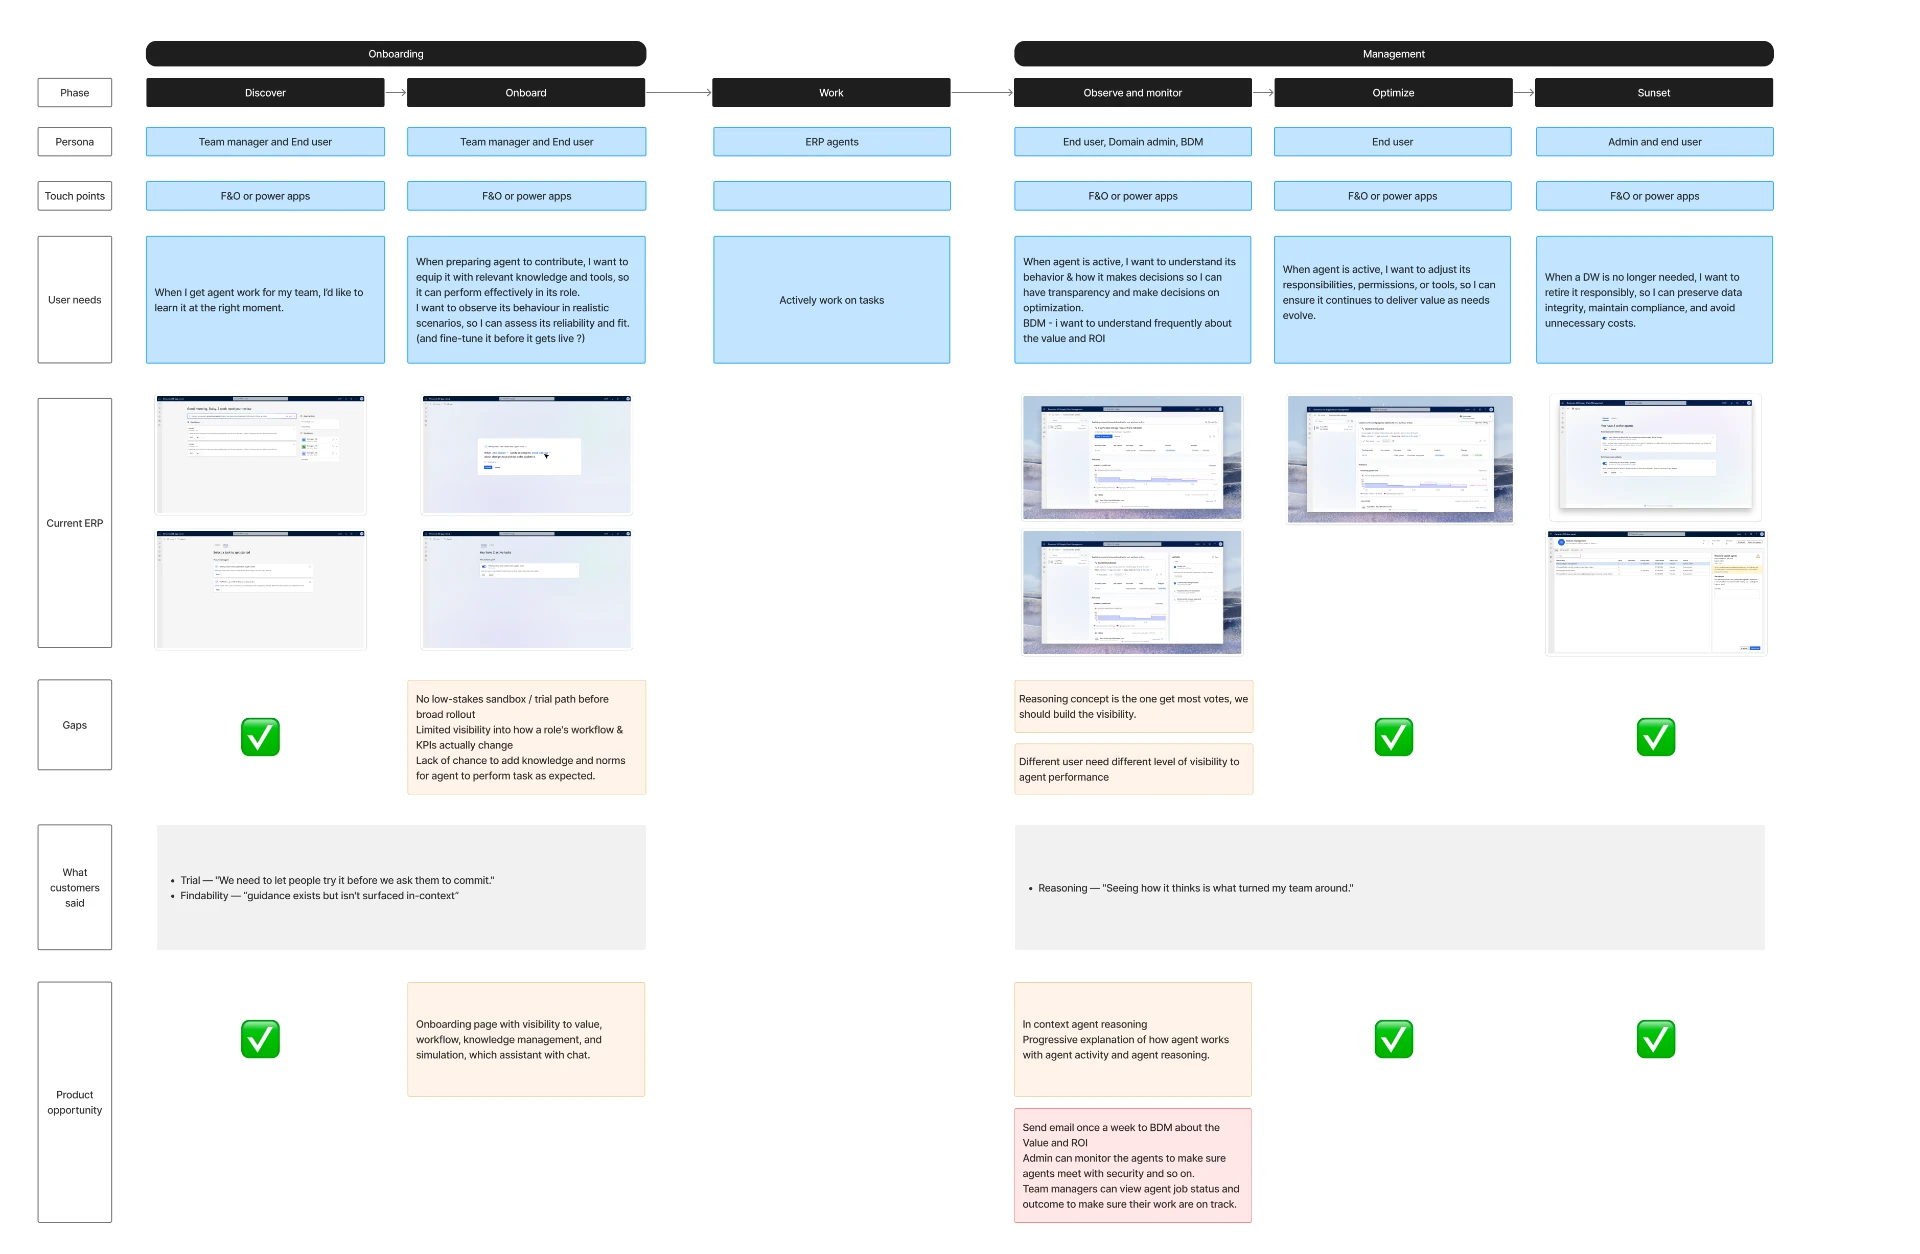 Onboarding
Management
Phase
Discover
Onboard
Work
Observe and monitor
Optimize
Sunset
Persona
Team manager and End user
Team manager and End user
ERP agents
End user, Domain admin, BDM
End user
Admin and end user
Touch points
F&O or power apps
F&O or power apps
F&O or power apps
F&O or power apps
F&O or power apps
User needs
When I get agent work for my team, I'd like to
learn it at the right moment.
When preparing agent to contribute, I want to
equip it with relevant knowledge and tools, so
it can perform effectively in its role.
I want to observe its behaviour in realistic
scenarios, so I can assess its reliability and fit.
(and fine-tune it before it gets live ?)
Actively work on tasks
When agent is active, I want to understand its
behavior & how it makes decisions so I can
have transparency and make decisions on
optimization.
BDM - i want to understand frequently about
the value and ROI
When agent is active, I want to adjust its
responsibilities, permissions, or tools, so I can
ensure it continues to deliver value as needs
evolve.
When a DW is no longer needed, I want to
retire it responsibly, so I can preserve data
integrity, maintain compliance, and avoid
unnecessary costs.
Current ERP
Gaps
No low-stakes sandbox / trial path before
broad rollout
Limited visibility into how a role's workflow &
KPIs actually change
Lack of chance to add knowledge and norms
for agent to perform task as expected.
Reasoning concept is the one get most votes, we
should build the visibility.
Different user need different level of visibility to
agent performance
What
customers
said
• Trial — "We need to let people try it before we ask them to commit."
• Findability — "guidance exists but isn't surfaced in-context"
• Reasoning — "Seeing how it thinks is what turned my team around."
Product
opportunity
Onboarding page with visibility to value,
workflow, knowledge management, and
simulation, which assistant with chat.
In context agent reasoning
Progressive explanation of how agent works
with agent activity and agent reasoning.
Send email once a week to BDM about the
Value and ROI
Admin can monitor the agents to make sure
agents meet with security and so on.
Team managers can view agent job status and
outcome to make sure their work are on track.